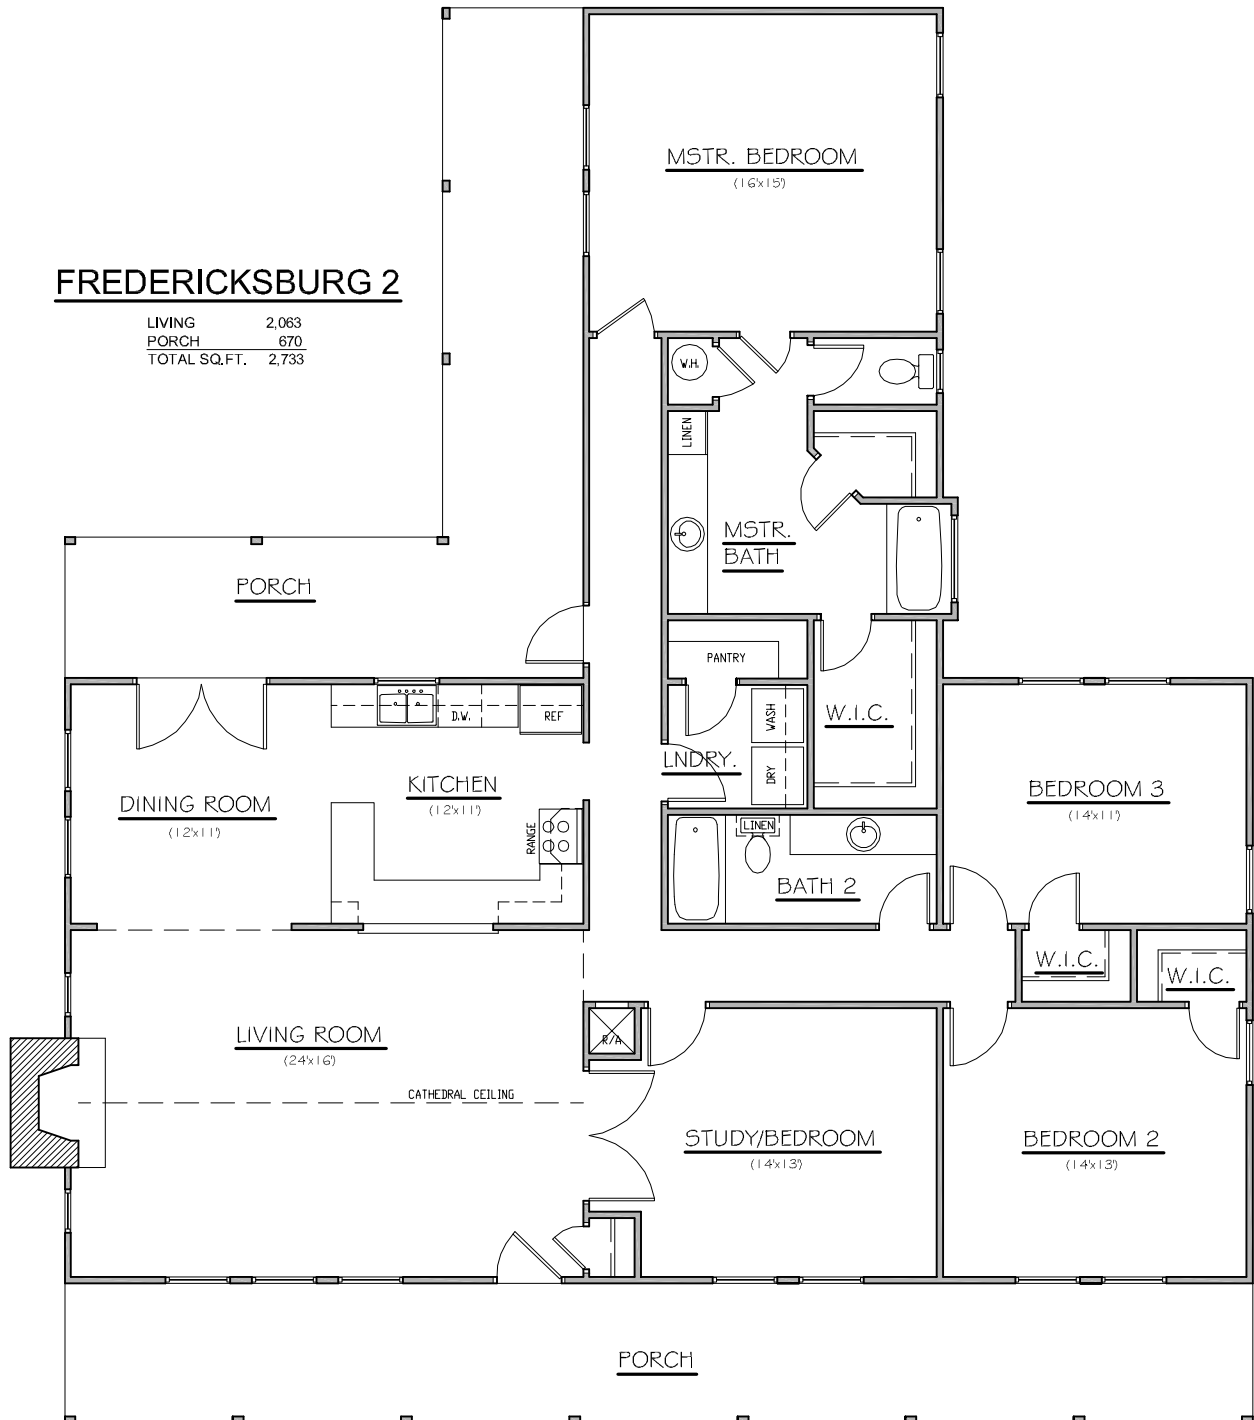 MSTR. BEDROOM
(16'x15')
FREDERICKSBURG 2
LIVING 2,063
PORCH 670
TOTAL SQ.FT. 2,733
W.H.
LINEN
MSTR.
BATH
PORCH
PANTRY
D.W.
REF
WASH
W.I.C.
LNDRY.
DRY
KITCHEN
(12'x11')
DINING ROOM
(12'x11')
BEDROOM 3
(14'x11')
RANGE
LINEN
BATH 2
W.I.C.
W.I.C.
LIVING ROOM
(24'x16')
R/A
CATHEDRAL CEILING
STUDY/BEDROOM
(14'x13')
BEDROOM 2
(14'x13')
PORCH